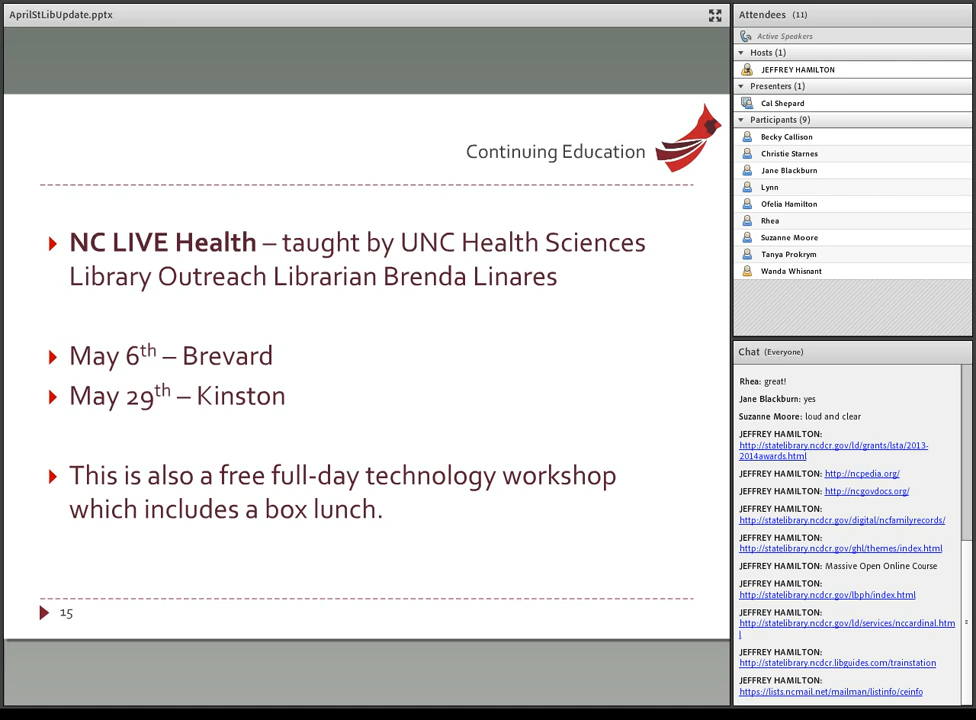 AprilStLibUpdate.pptx
Continuing Education
NC LIVE Health – taught by UNC Health Sciences
Library Outreach Librarian Brenda Linares
May 6th – Brevard
May 29th – Kinston
This is also a free full-day technology workshop
which includes a box lunch.
15
Attendees (11)
Active Speakers
Hosts (1)
JEFFREY HAMILTON
Presenters (1)
Cal Shepard
Participants (9)
Becky Callison
Christie Starnes
Jane Blackburn
Lynn
Ofelia Hamilton
Rhea
Suzanne Moore
Tanya Prokrym
Wanda Whisnant
Chat (Everyone)
Rhea: great!
Jane Blackburn: yes
Suzanne Moore: loud and clear
JEFFREY HAMILTON:
http://statelibrary.ncdcr.gov/ld/grants/lsta/2013-
2014awards.html
JEFFREY HAMILTON: http://ncpedia.org/
JEFFREY HAMILTON: http://ncgovdocs.org/
JEFFREY HAMILTON:
http://statelibrary.ncdcr.gov/digital/ncfamilyrecords/
JEFFREY HAMILTON:
http://statelibrary.ncdcr.gov/ghl/themes/index.html
JEFFREY HAMILTON: Massive Open Online Course
JEFFREY HAMILTON:
http://statelibrary.ncdcr.gov/lbph/index.html
JEFFREY HAMILTON:
http://statelibrary.ncdcr.gov/ld/services/nccardinal.htm
l
JEFFREY HAMILTON:
http://statelibrary.ncdcr.libguides.com/trainstation
JEFFREY HAMILTON:
https://lists.ncmail.net/mailman/listinfo/ceinfo